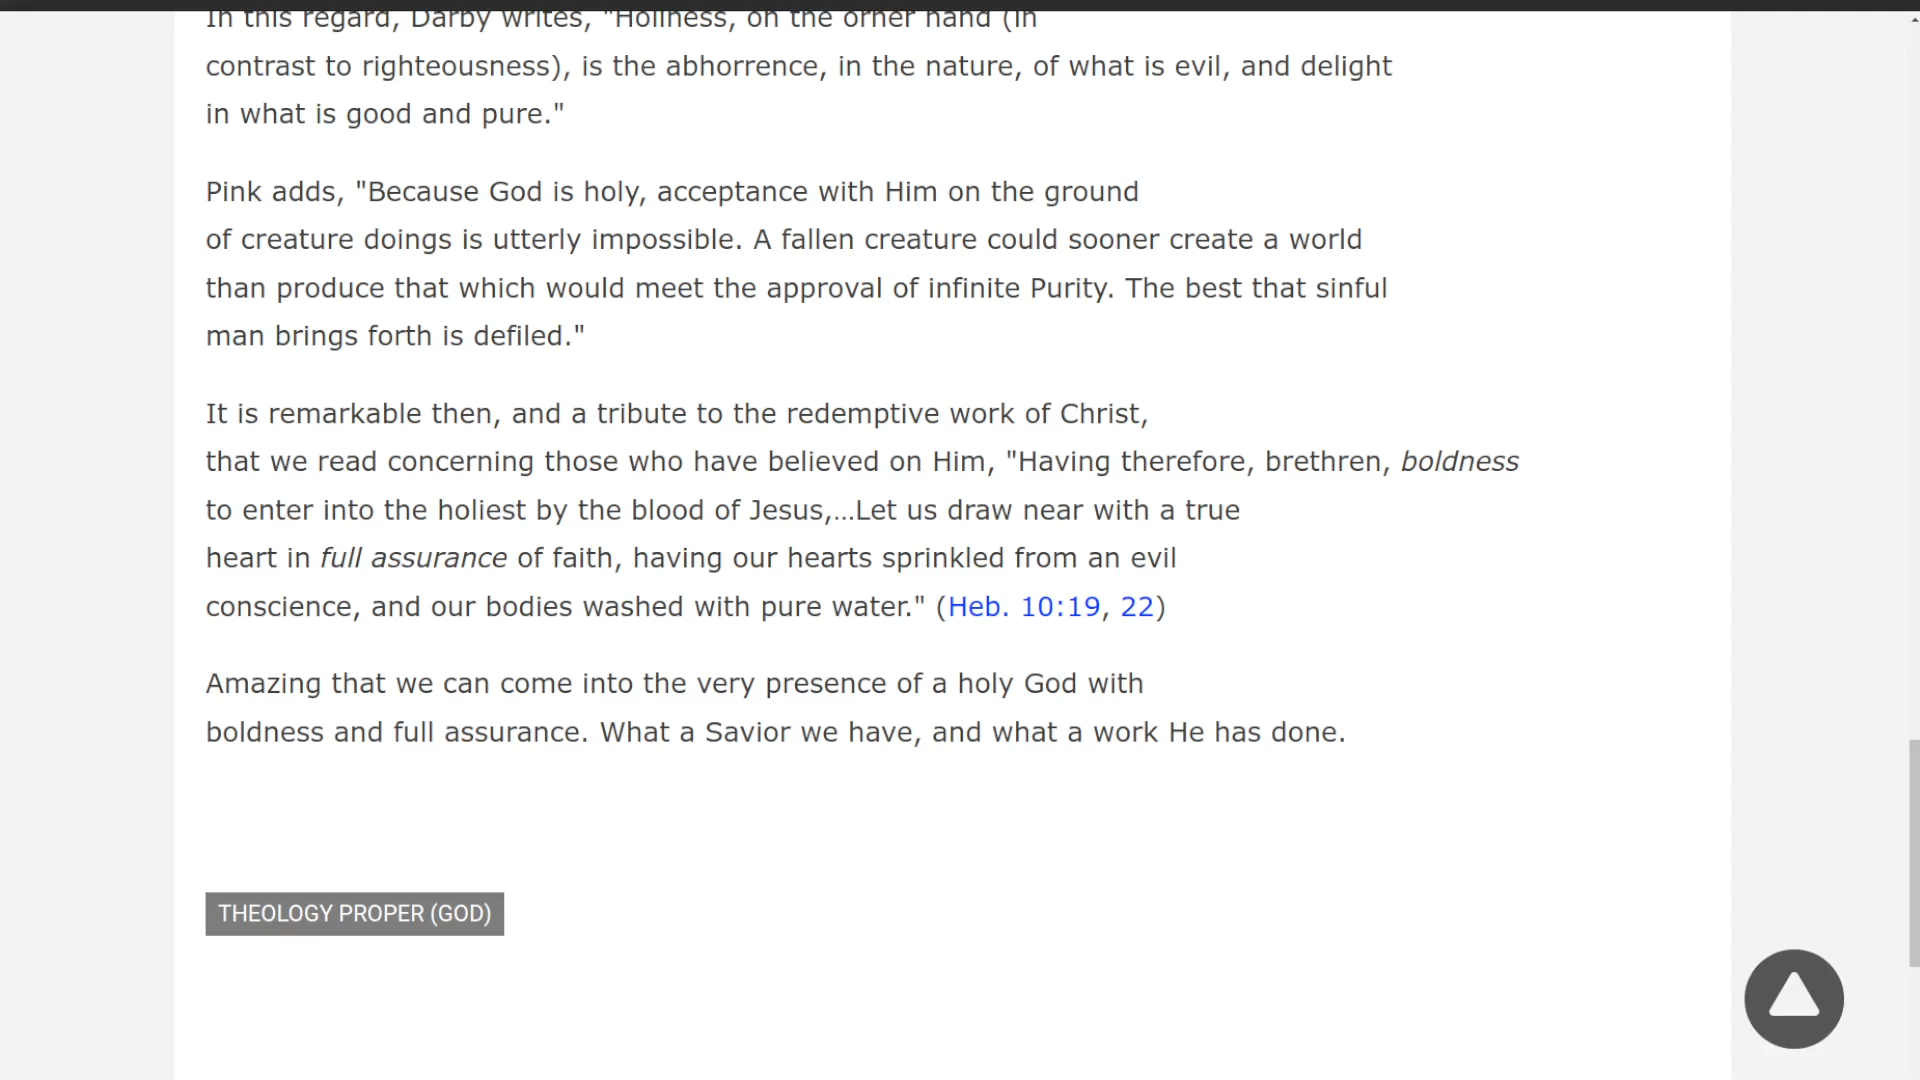 In this regard, Darby writes, "Holiness, on the orher hand (in
contrast to righteousness), is the abhorrence, in the nature, of what is evil, and delight
in what is good and pure."
Pink adds, "Because God is holy, acceptance with Him on the ground
of creature doings is utterly impossible. A fallen creature could sooner create a world
than produce that which would meet the approval of infinite Purity. The best that sinful
man brings forth is defiled."
It is remarkable then, and a tribute to the redemptive work of Christ,
that we read concerning those who have believed on Him, "Having therefore, brethren, boldness
to enter into the holiest by the blood of Jesus,...Let us draw near with a true
heart in full assurance of faith, having our hearts sprinkled from an evil
conscience, and our bodies washed with pure water." (Heb. 10:19, 22)
Amazing that we can come into the very presence of a holy God with
boldness and full assurance. What a Savior we have, and what a work He has done.
THEOLOGY PROPER (GOD)